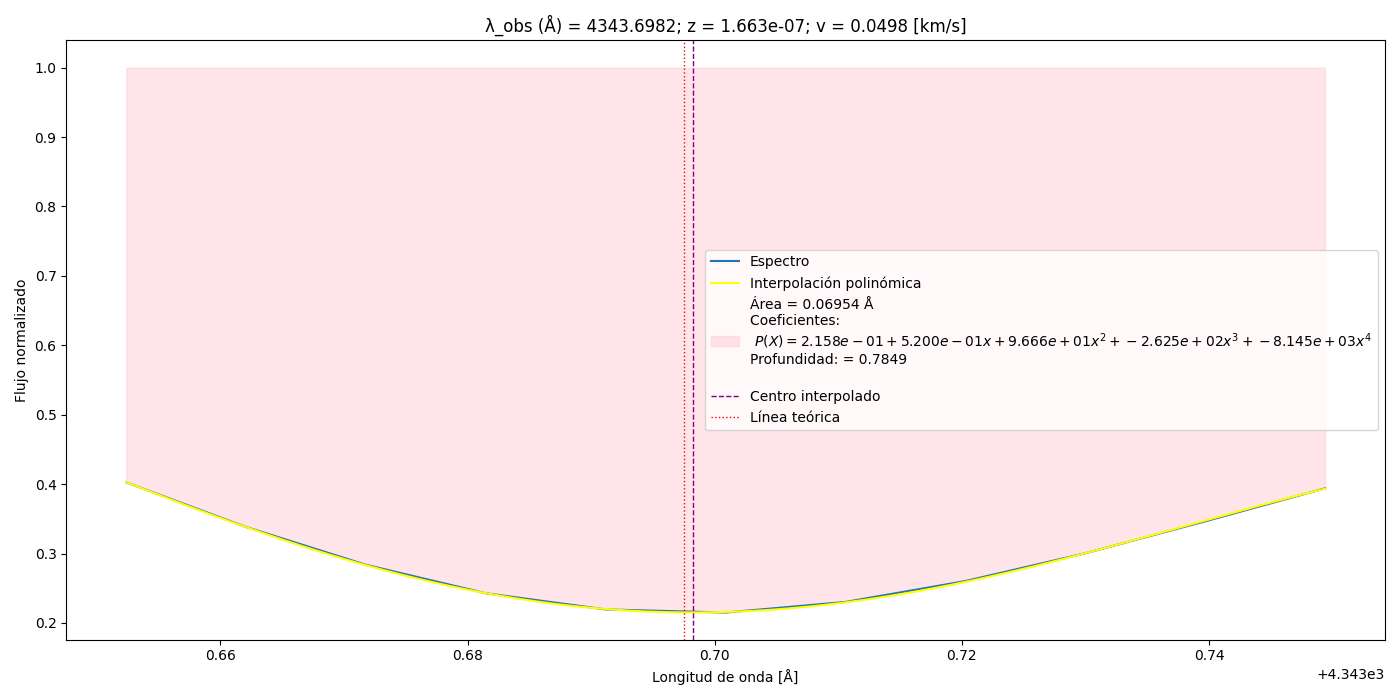 λ_obs (Å) = 4343.6982; z = 1.663e-07; v = 0.0498 [km/s]
Flujo normalizado
1.0
0.9
0.8
0.7
0.6
0.5
0.4
0.3
0.2
Espectro
Interpolación polinómica
Área = 0.06954 Å
Coeficientes:
P(X) = 2.158e − 01 + 5.200e − 01x + 9.666e + 01x² + −2.625e + 02x³ + −8.145e + 03x⁴
Profundidad: = 0.7849
Centro interpolado
Línea teórica
0.66 0.68 0.70 0.72 0.74
+4.343e3
Longitud de onda [Å]